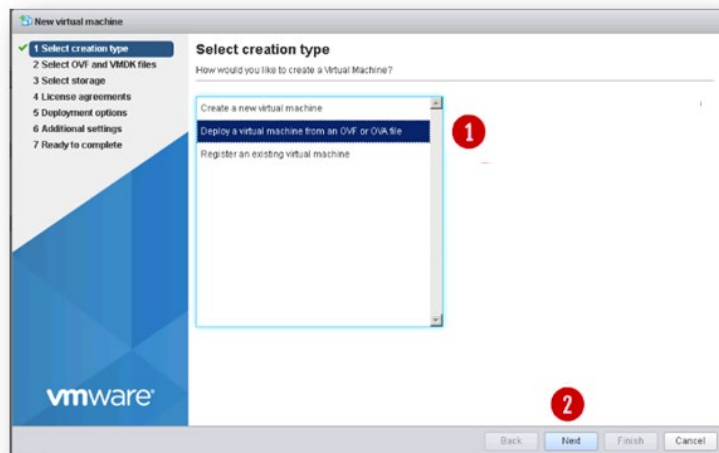 New virtual machine
1 Select creation type
2 Select OVF and VMDK files
3 Select storage
4 License agreements
5 Deployment options
6 Additional settings
7 Ready to complete
Select creation type
How would you like to create a Virtual Machine?
Create a new virtual machine
Deploy a virtual machine from an OVF or OVA file
Register an existing virtual machine
1
vmware
2
Back
Next
Finish
Cancel